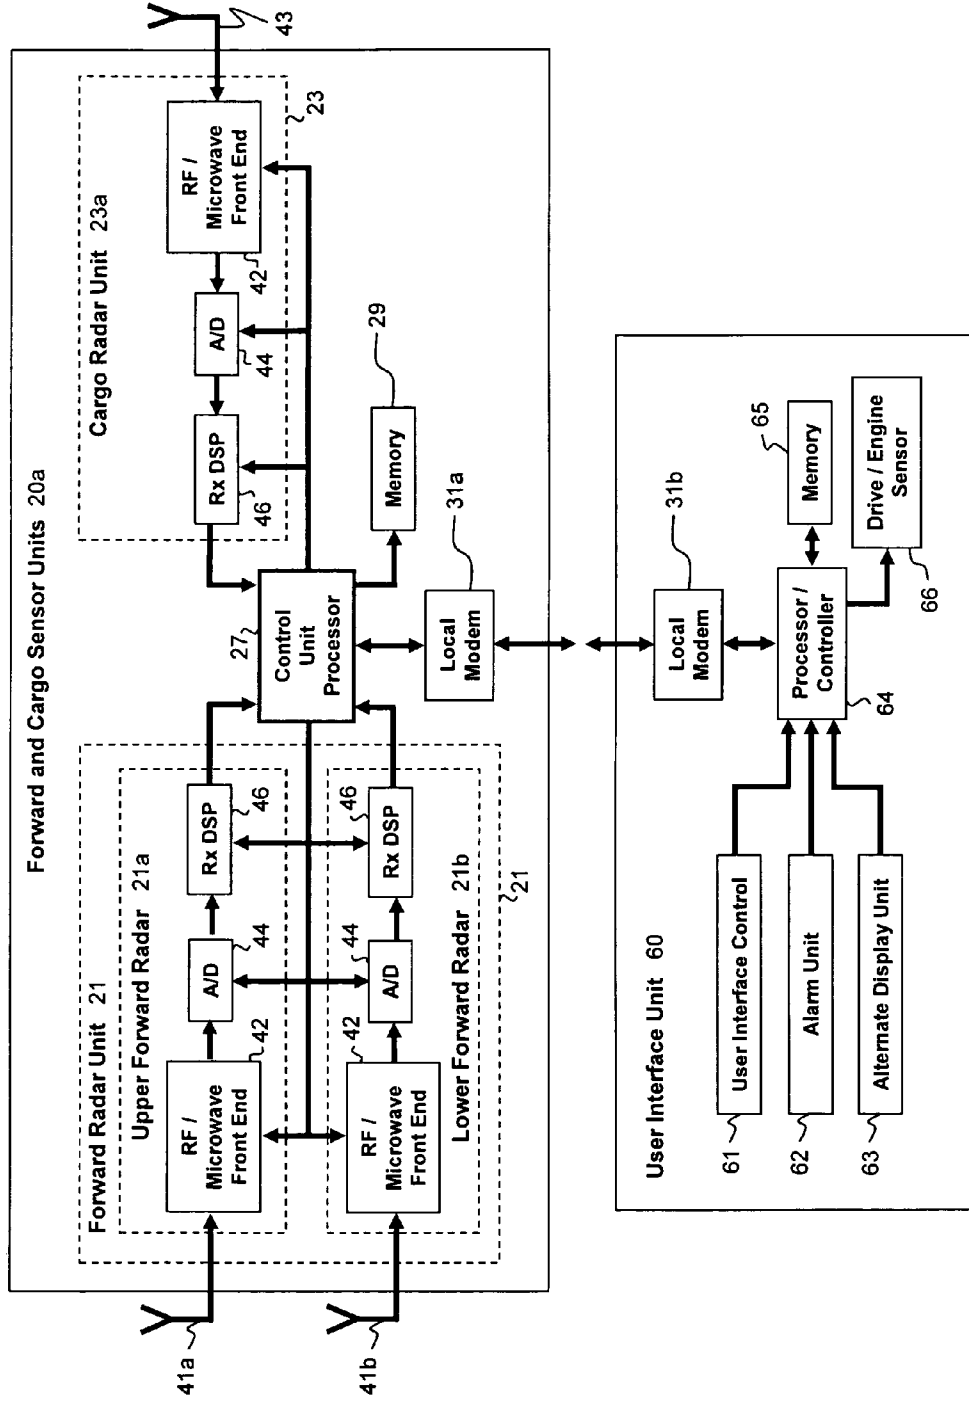 Forward and Cargo Sensor Units 20a
Forward Radar Unit 21
Upper Forward Radar 21a
41a
RF /
Microwave
Front End
42
A/D
44
Rx DSP
46
41b
RF /
Microwave
Front End
42
A/D
44
Rx DSP
46
Lower Forward Radar 21b
21
27
Control
Unit
Processor
Cargo Radar Unit 23a
Rx DSP
46
A/D
44
RF /
Microwave
Front End
42
23
43
Memory
29
Local
Modem
31a
User Interface Unit 60
Local
Modem
31b
61
User Interface Control
62
Alarm Unit
63
Alternate Display Unit
Processor /
Controller
64
Memory
65
Drive / Engine
Sensor
66